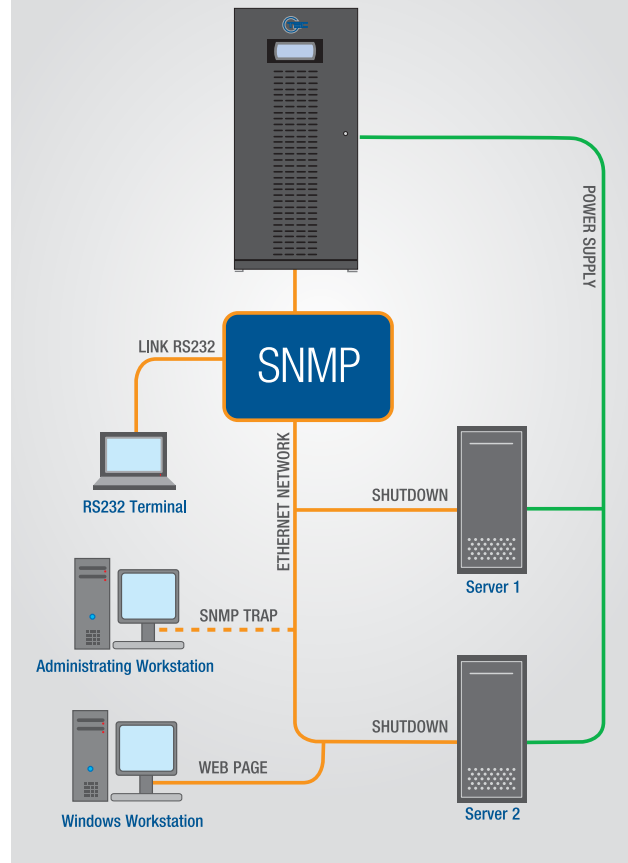 POWER SUPPLY
LINK RS232
SNMP
RS232 Terminal
ETHERNET NETWORK
SHUTDOWN
Server 1
SNMP TRAP
Administrating Workstation
SHUTDOWN
WEB PAGE
Windows Workstation
Server 2